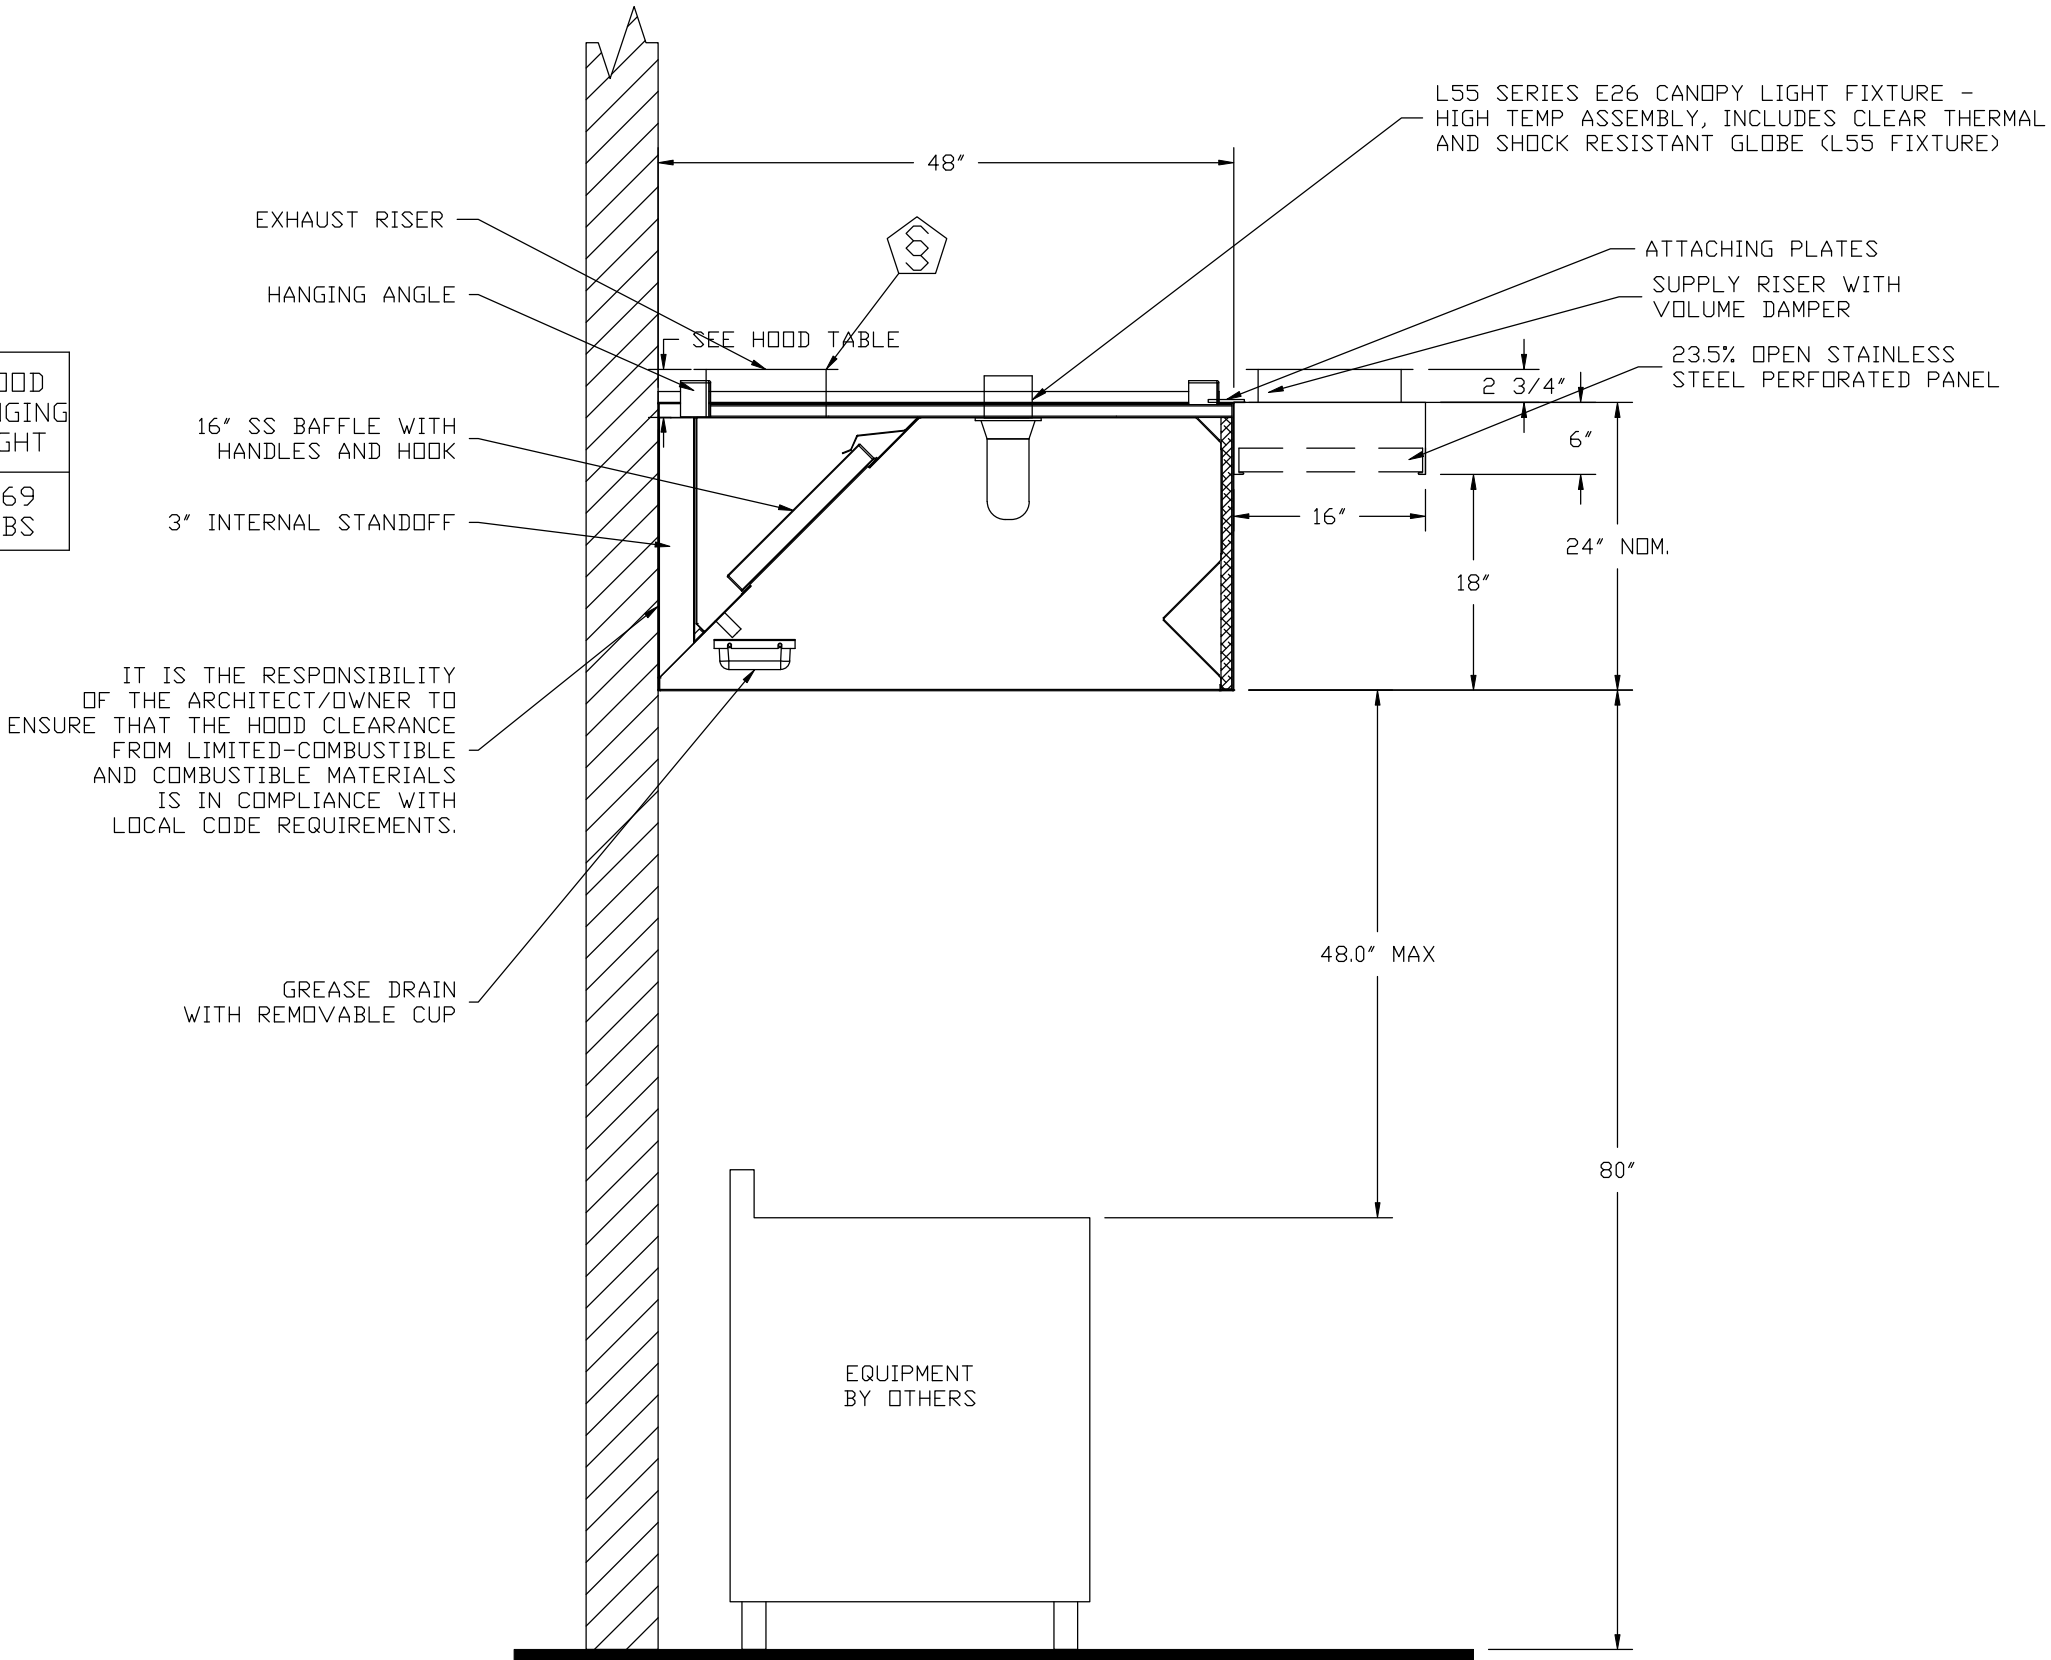 L55 SERIES E26 CANOPY LIGHT FIXTURE -
HIGH TEMP ASSEMBLY, INCLUDES CLEAR THERMAL
AND SHOCK RESISTANT GLOBE (L55 FIXTURE)
48"
EXHAUST RISER
ATTACHING PLATES
HANGING ANGLE
SUPPLY RISER WITH
VOLUME DAMPER
SEE HOOD TABLE
23.5% OPEN STAINLESS
STEEL PERFORATED PANEL
2 3/4"
6"
16" SS BAFFLE WITH
HANDLES AND HOOK
69
3" INTERNAL STANDOFF
16"
24" NOM.
18"
IT IS THE RESPONSIBILITY
OF THE ARCHITECT/OWNER TO
ENSURE THAT THE HOOD CLEARANCE
FROM LIMITED-COMBUSTIBLE
AND COMBUSTIBLE MATERIALS
IS IN COMPLIANCE WITH
LOCAL CODE REQUIREMENTS.
48.0" MAX
GREASE DRAIN
WITH REMOVABLE CUP
80"
EQUIPMENT
BY OTHERS